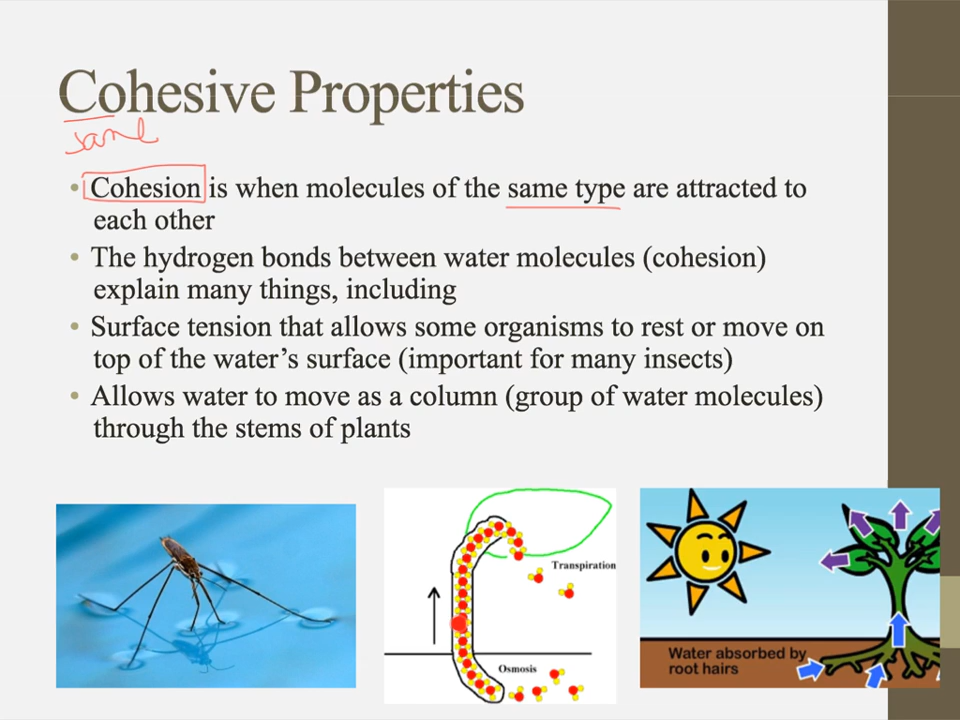 Cohesive Properties
same
• Cohesion is when molecules of the same type are attracted to
each other
• The hydrogen bonds between water molecules (cohesion)
explain many things, including
• Surface tension that allows some organisms to rest or move on
top of the water’s surface (important for many insects)
• Allows water to move as a column (group of water molecules)
through the stems of plants
Transpiration
Osmosis
Water absorbed by
root hairs